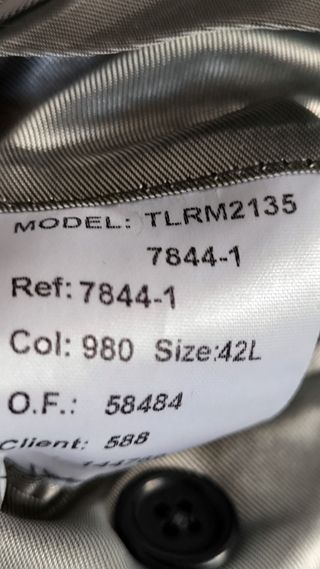 MODEL: TLRM2135
7844-1
Ref: 7844-1
Col: 980 Size:42L
O.F.: 58484
Client: 588